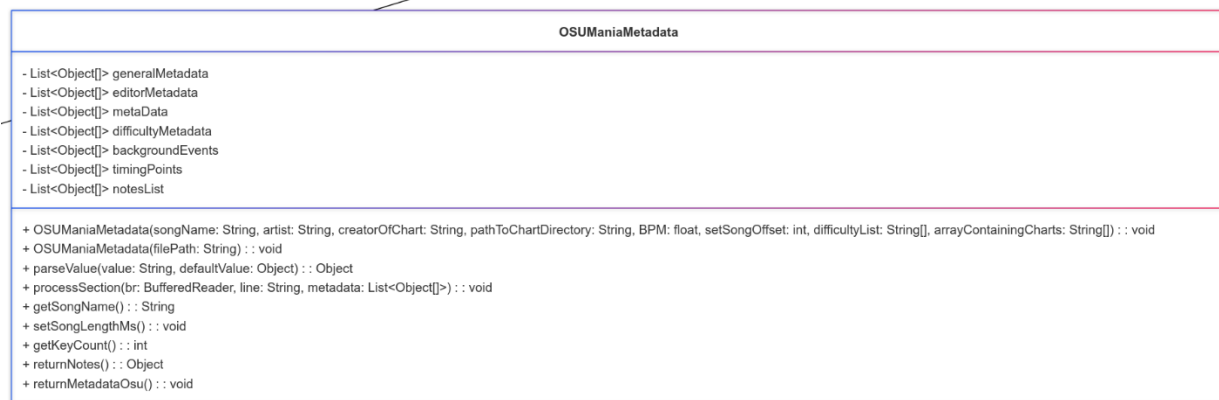 OSUManiaMetadata
- List<Object[]> generalMetadata
- List<Object[]> editorMetadata
- List<Object[]> metaData
- List<Object[]> difficultyMetadata
- List<Object[]> backgroundEvents
- List<Object[]> timingPoints
- List<Object[]> notesList
+ OSUManiaMetadata(songName: String, artist: String, creatorOfChart: String, pathToChartDirectory: String, BPM: float, setSongOffset: int, difficultyList: String[], arrayContainingCharts: String[]) : : void
+ OSUManiaMetadata(filePath: String) : : void
+ parseValue(value: String, defaultValue: Object) : : Object
+ processSection(br: BufferedReader, line: String, metadata: List<Object[]>) : : void
+ getSongName() : : String
+ setSongLengthMs() : : void
+ getKeyCount() : : int
+ returnNotes() : : Object
+ returnMetadataOsu() : : void